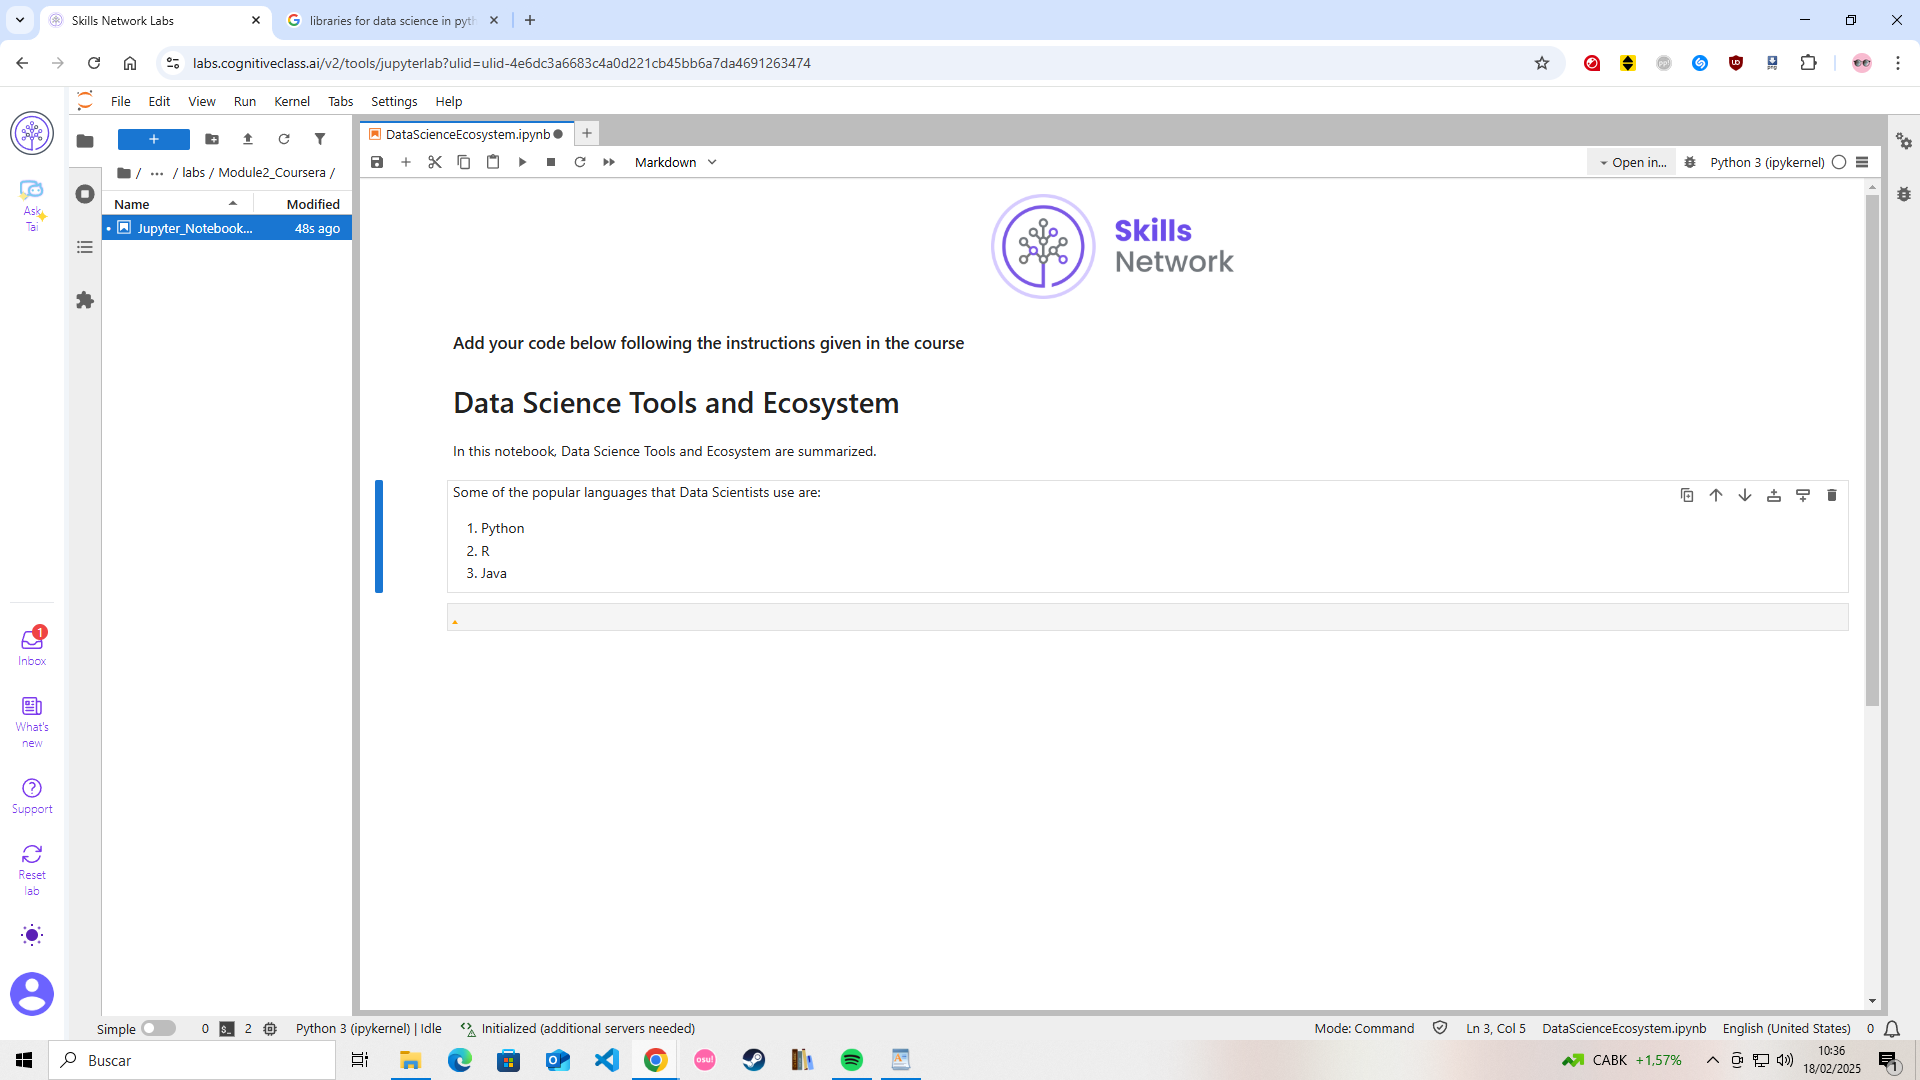 Skills Network Labs
libraries for data science in pyth
labs.cognitiveclass.ai/v2/tools/jupyterlab?ulid=ulid-4e6dc3a6683c4a0d221cb45bb6a7da4691263474
File Edit View Run Kernel Tabs Settings Help
DataScienceEcosystem.ipynb
Markdown
Open in...
Python 3 (ipykernel)
/ ... / labs / Module2_Coursera /
Name Modified
Jupyter_Notebook... 48s ago
Ask
Tai
Skills
Network
Add your code below following the instructions given in the course
Data Science Tools and Ecosystem
In this notebook, Data Science Tools and Ecosystem are summarized.
Some of the popular languages that Data Scientists use are:
1. Python
2. R
3. Java
1
Inbox
What's
new
Support
Reset
lab
Simple 0 2 Python 3 (ipykernel) | Idle Initialized (additional servers needed) Mode: Command Ln 3, Col 5 DataScienceEcosystem.ipynb English (United States) 0
Buscar
osu!
CABK +1,57%
10:36
18/02/2025
1